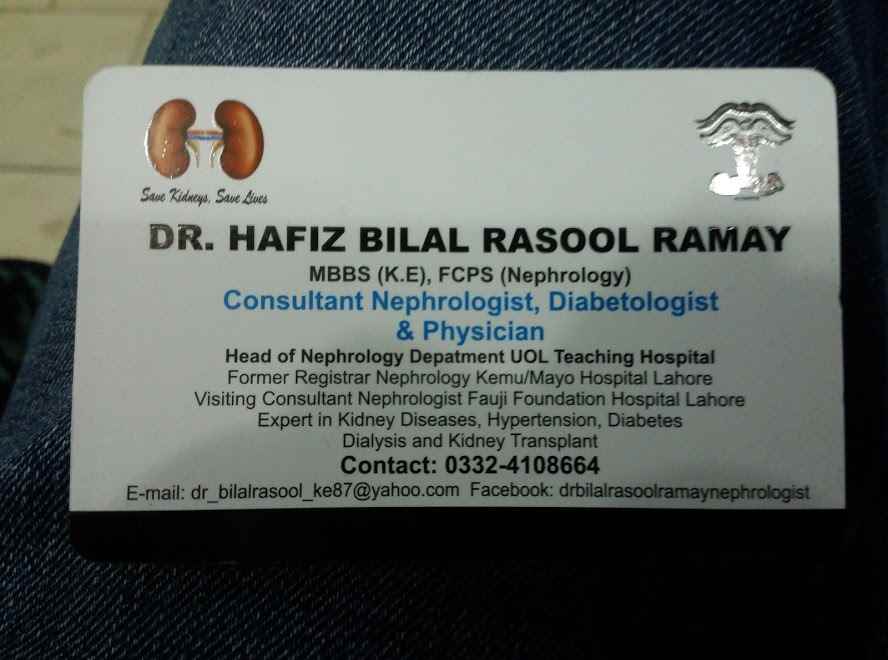 Save Kidneys, Save Lives
DR. HAFIZ BILAL RASOOL RAMAY
MBBS (K.E), FCPS (Nephrology)
Consultant Nephrologist, Diabetologist
& Physician
Head of Nephrology Depatment UOL Teaching Hospital
Former Registrar Nephrology Kemu/Mayo Hospital Lahore
Visiting Consultant Nephrologist Fauji Foundation Hospital Lahore
Expert in Kidney Diseases, Hypertension, Diabetes
Dialysis and Kidney Transplant
Contact: 0332-4108664
E-mail: dr_bilalrasool_ke87@yahoo.com Facebook: drbilalrasoolramaynephrologist